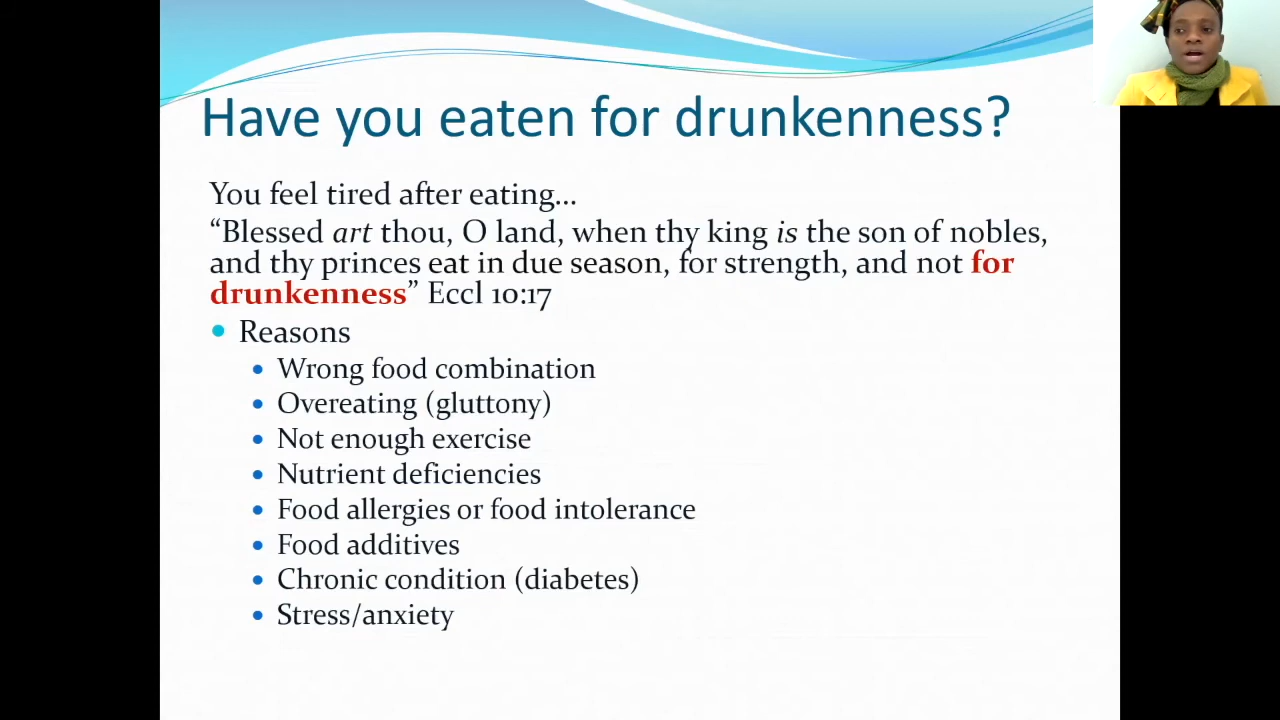 Have you eaten for drunkenness?
You feel tired after eating...
“Blessed art thou, O land, when thy king is the son of nobles,
and thy princes eat in due season, for strength, and not for
drunkenness” Eccl 10:17
• Reasons
• Wrong food combination
• Overeating (gluttony)
• Not enough exercise
• Nutrient deficiencies
• Food allergies or food intolerance
• Food additives
• Chronic condition (diabetes)
• Stress/anxiety